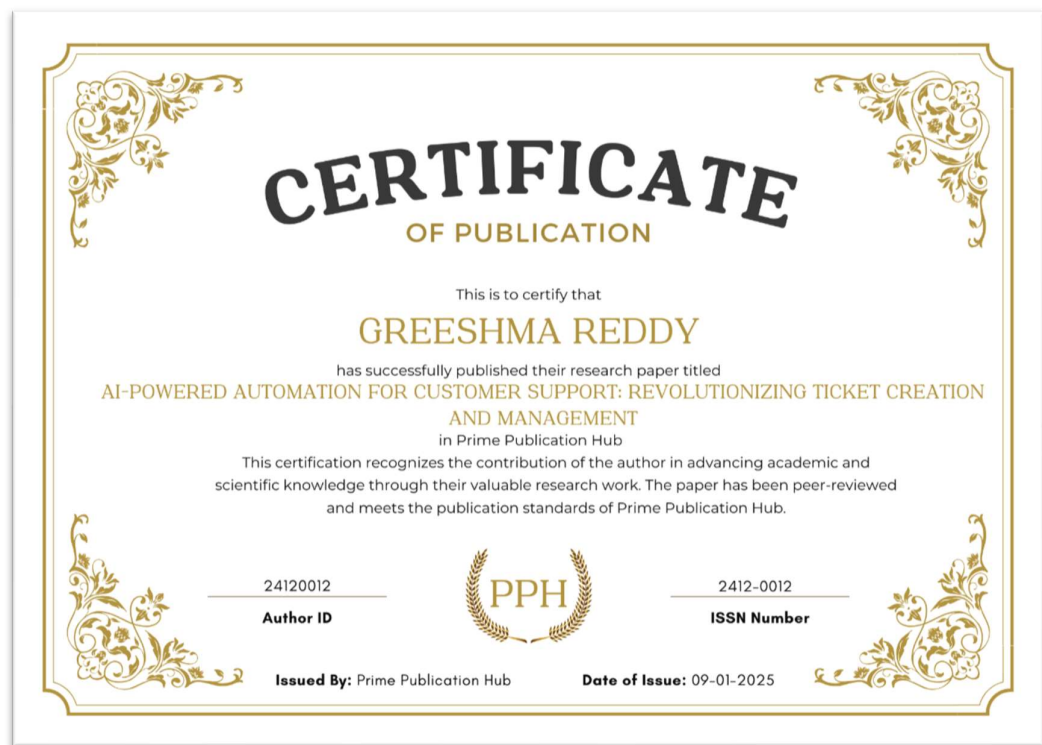 CERTIFICATE
OF PUBLICATION
This is to certify that
GREESHMA REDDY
has successfully published their research paper titled
AI-POWERED AUTOMATION FOR CUSTOMER SUPPORT: REVOLUTIONIZING TICKET CREATION
AND MANAGEMENT
in Prime Publication Hub
This certification recognizes the contribution of the author in advancing academic and
scientific knowledge through their valuable research work. The paper has been peer-reviewed
and meets the publication standards of Prime Publication Hub.
24120012
Author ID
PPH
2412-0012
ISSN Number
Issued By: Prime Publication Hub
Date of Issue: 09-01-2025